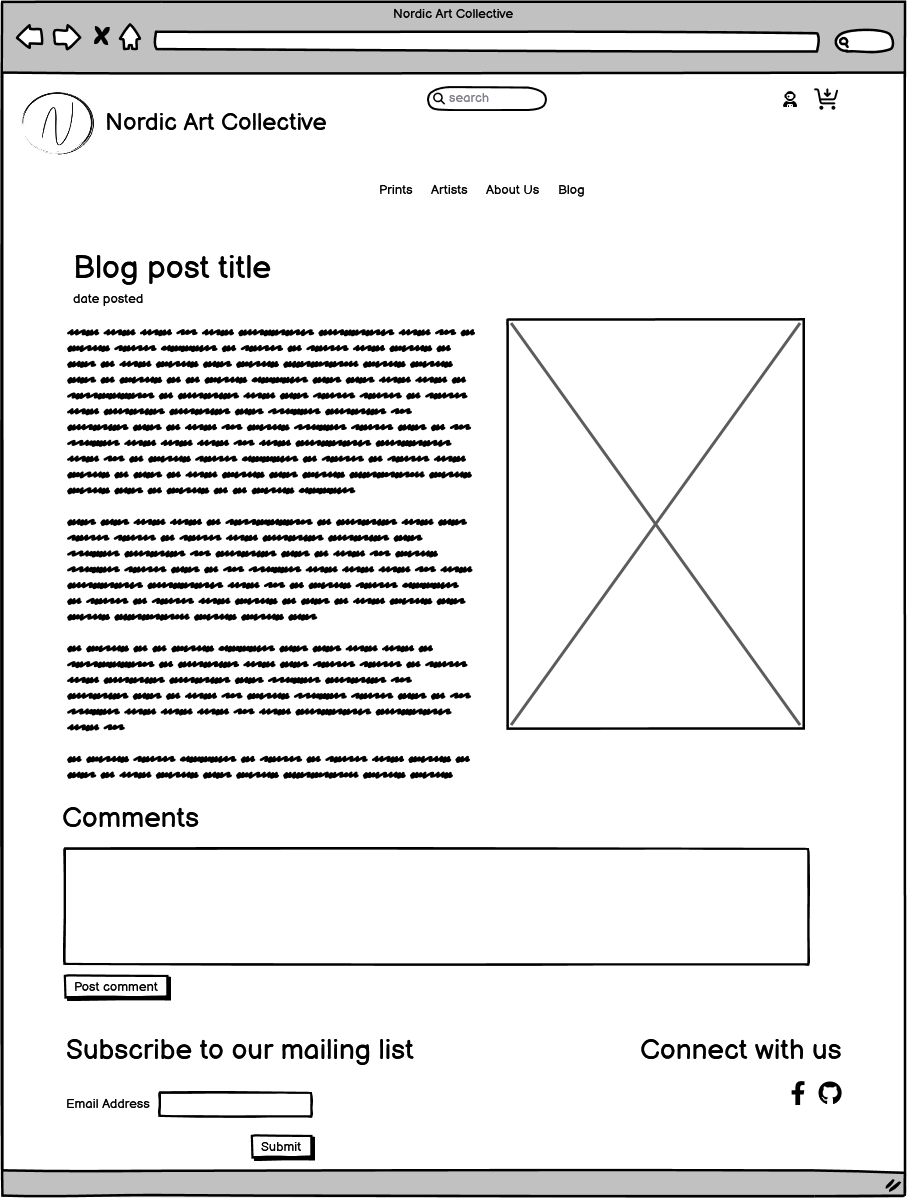 Nordic Art Collective
search
N
Nordic Art Collective
Prints Artists About Us Blog
Blog post title
date posted
Comments
Post comment
Subscribe to our mailing list
Connect with us
Email Address
Submit